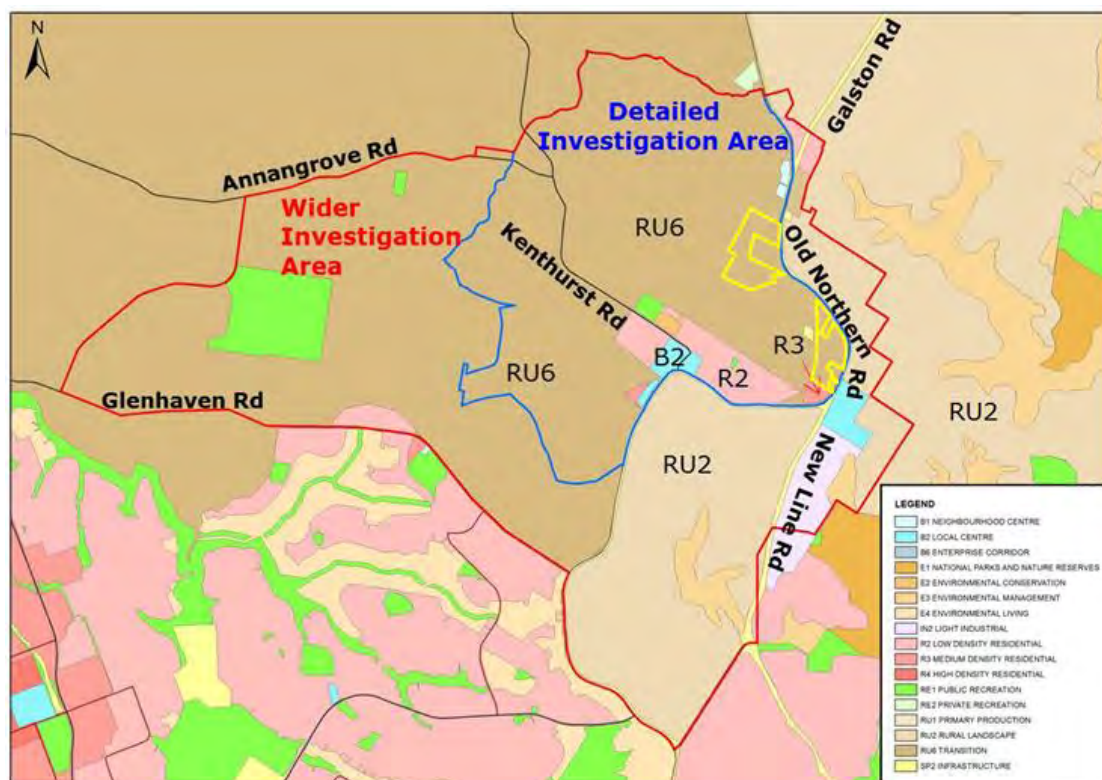 N
Galston Rd
Detailed
Investigation Area
Annangrove Rd
Wider
Investigation
Area
RU6
Kenthurst Rd
Old Northern Rd
R3
B2
R2
RU6
Glenhaven Rd
RU2
RU2
New Line Rd
LEGEND
B1 NEIGHBOURHOOD CENTRE
B2 LOCAL CENTRE
B6 ENTERPRISE CORRIDOR
E1 NATIONAL PARKS AND NATURE RESERVES
E2 ENVIRONMENTAL CONSERVATION
E3 ENVIRONMENTAL MANAGEMENT
E4 ENVIRONMENTAL LIVING
IN2 LIGHT INDUSTRIAL
R2 LOW DENSITY RESIDENTIAL
R3 MEDIUM DENSITY RESIDENTIAL
R4 HIGH DENSITY RESIDENTIAL
RE1 PUBLIC RECREATION
RE2 PRIVATE RECREATION
RU1 PRIMARY PRODUCTION
RU2 RURAL LANDSCAPE
RU6 TRANSITION
SP2 INFRASTRUCTURE